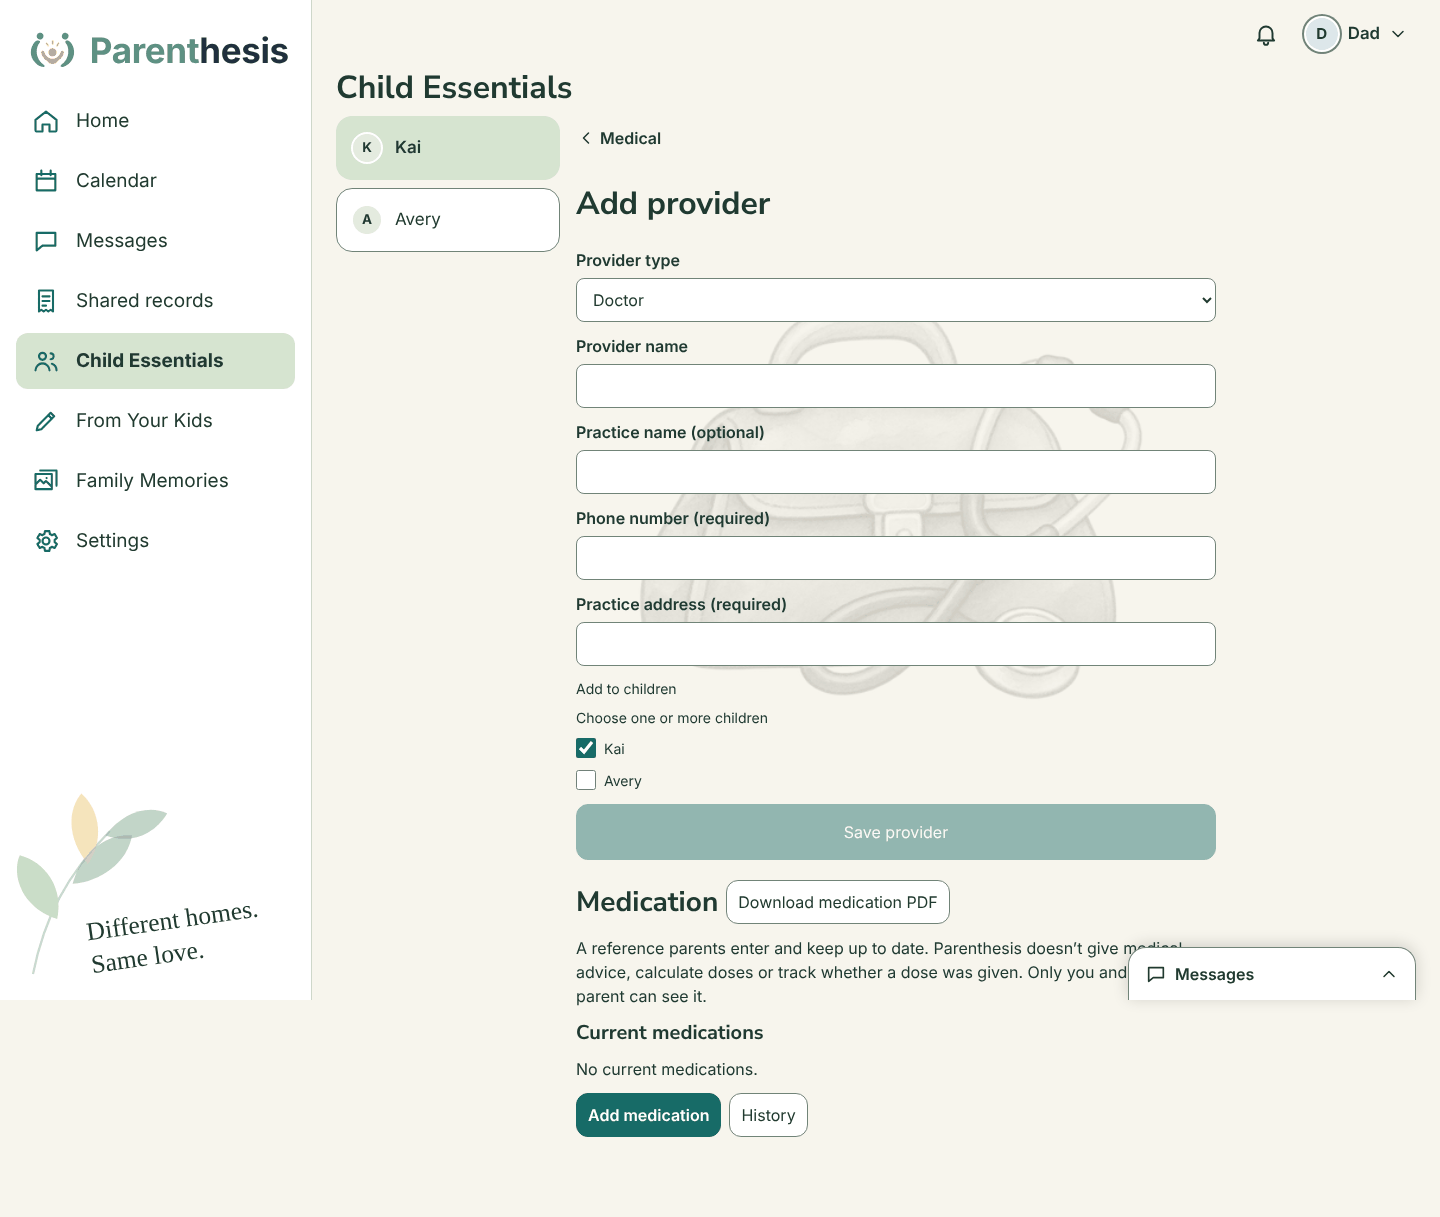 Parenthesis
Home
Calendar
Messages
Shared records
Child Essentials
From Your Kids
Family Memories
Settings
Different homes.
Same love.
D
Dad
Child Essentials
K
Kai
A
Avery
Medical
Add provider
Provider type
Doctor
Provider name
Practice name (optional)
Phone number (required)
Practice address (required)
Add to children
Choose one or more children
Kai
Avery
Save provider
Medication
Download medication PDF
A reference parents enter and keep up to date. Parenthesis doesn’t give medical
advice, calculate doses or track whether a dose was given. Only you and
parent can see it.
Messages
Current medications
No current medications.
Add medication
History